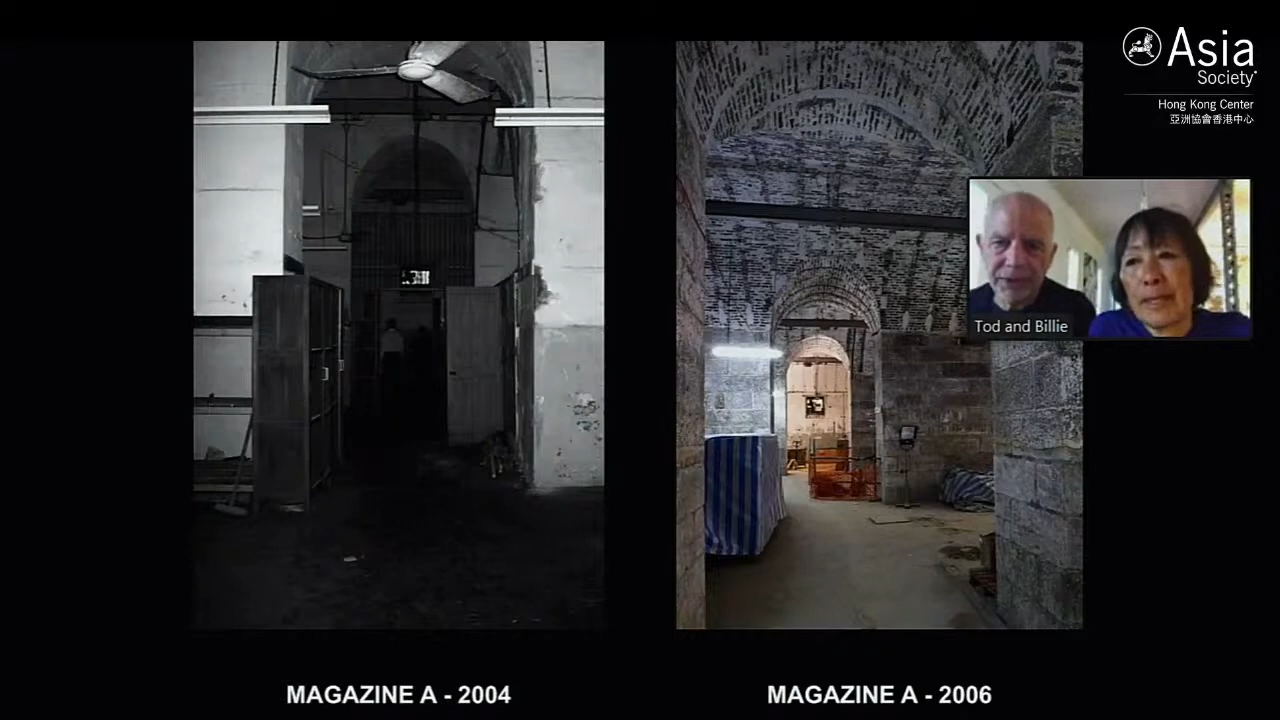 Asia
Society
Hong Kong Center
亞洲協會香港中心
Tod and Billie
MAGAZINE A - 2004
MAGAZINE A - 2006